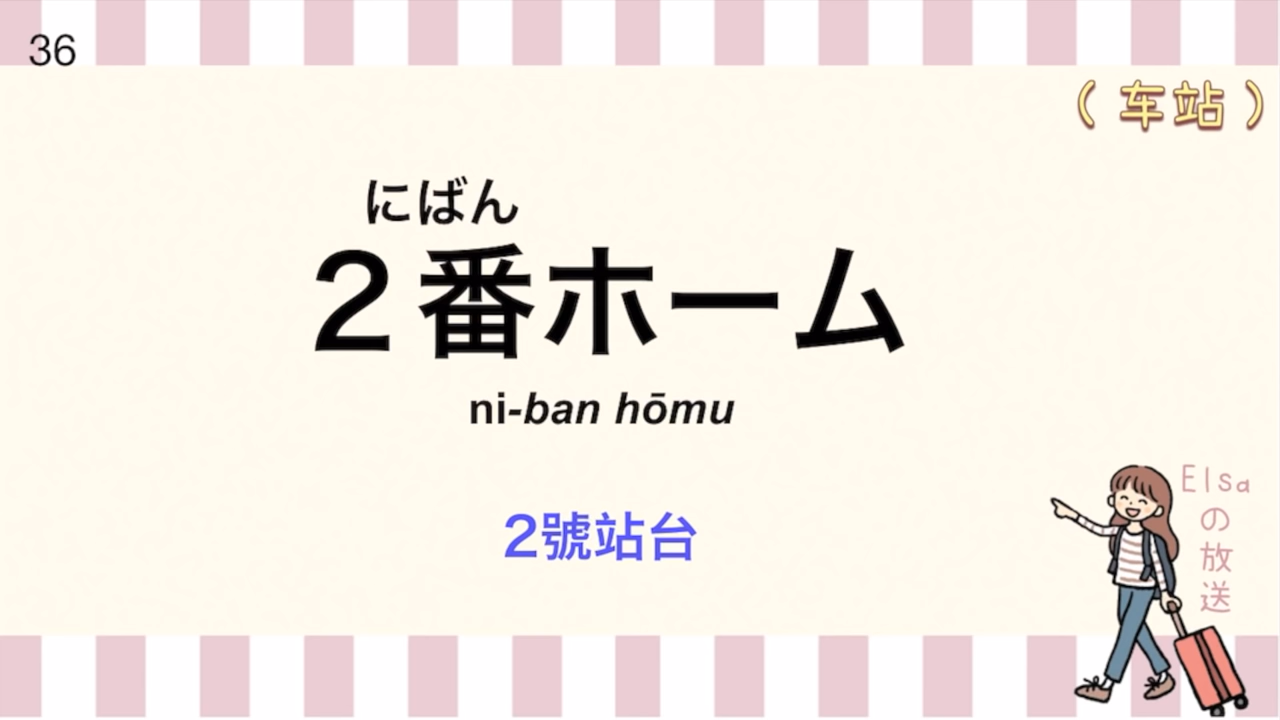 36
（车站）
にばん
２番ホーム
ni-ban hōmu
2號站台
Elsa
の
放
送